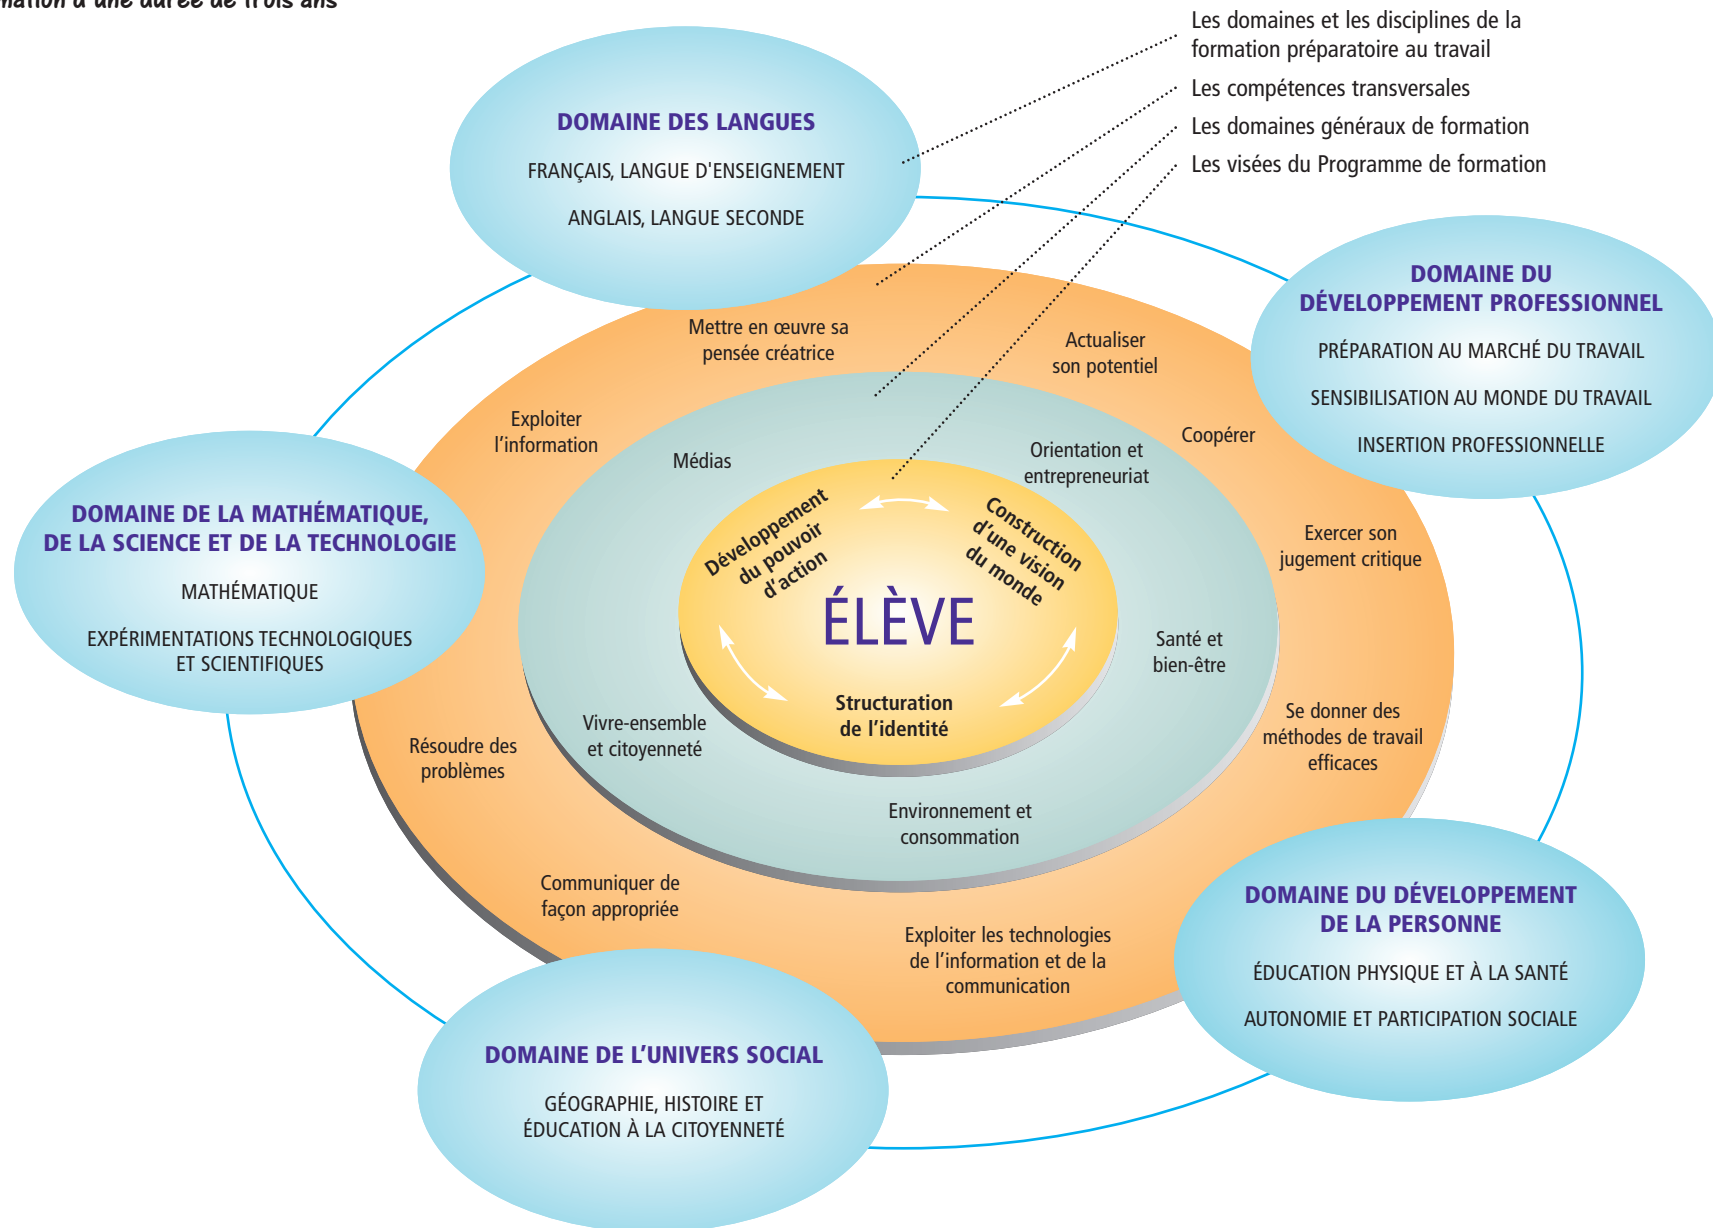 d'une durée de trois ans
Les domaines et les disciplines de la
formation préparatoire au travail
Les compétences transversales
Les domaines généraux de formation
Les visées du Programme de formation
DOMAINE DES LANGUES
FRANÇAIS, LANGUE D'ENSEIGNEMENT
ANGLAIS, LANGUE SECONDE
DOMAINE DU
DÉVELOPPEMENT PROFESSIONNEL
PRÉPARATION AU MARCHÉ DU TRAVAIL
SENSIBILISATION AU MONDE DU TRAVAIL
INSERTION PROFESSIONNELLE
Mettre en œuvre sa
pensée créatrice
Actualiser
son potentiel
Exploiter
l'information
Coopérer
Médias
Orientation et
entrepreneuriat
DOMAINE DE LA MATHÉMATIQUE,
DE LA SCIENCE ET DE LA TECHNOLOGIE
MATHÉMATIQUE
EXPÉRIMENTATIONS TECHNOLOGIQUES
ET SCIENTIFIQUES
Développement
du pouvoir
d'action
Construction
d'une vision
du monde
Exercer son
jugement critique
ÉLÈVE
Santé et
bien-être
Structuration
de l'identité
Vivre-ensemble
et citoyenneté
Se donner des
méthodes de travail
efficaces
Résoudre des
problèmes
Environnement et
consommation
Communiquer de
façon appropriée
Exploiter les technologies
de l'information et de la
communication
DOMAINE DU DÉVELOPPEMENT
DE LA PERSONNE
ÉDUCATION PHYSIQUE ET À LA SANTÉ
AUTONOMIE ET PARTICIPATION SOCIALE
DOMAINE DE L'UNIVERS SOCIAL
GÉOGRAPHIE, HISTOIRE ET
ÉDUCATION À LA CITOYENNETÉ